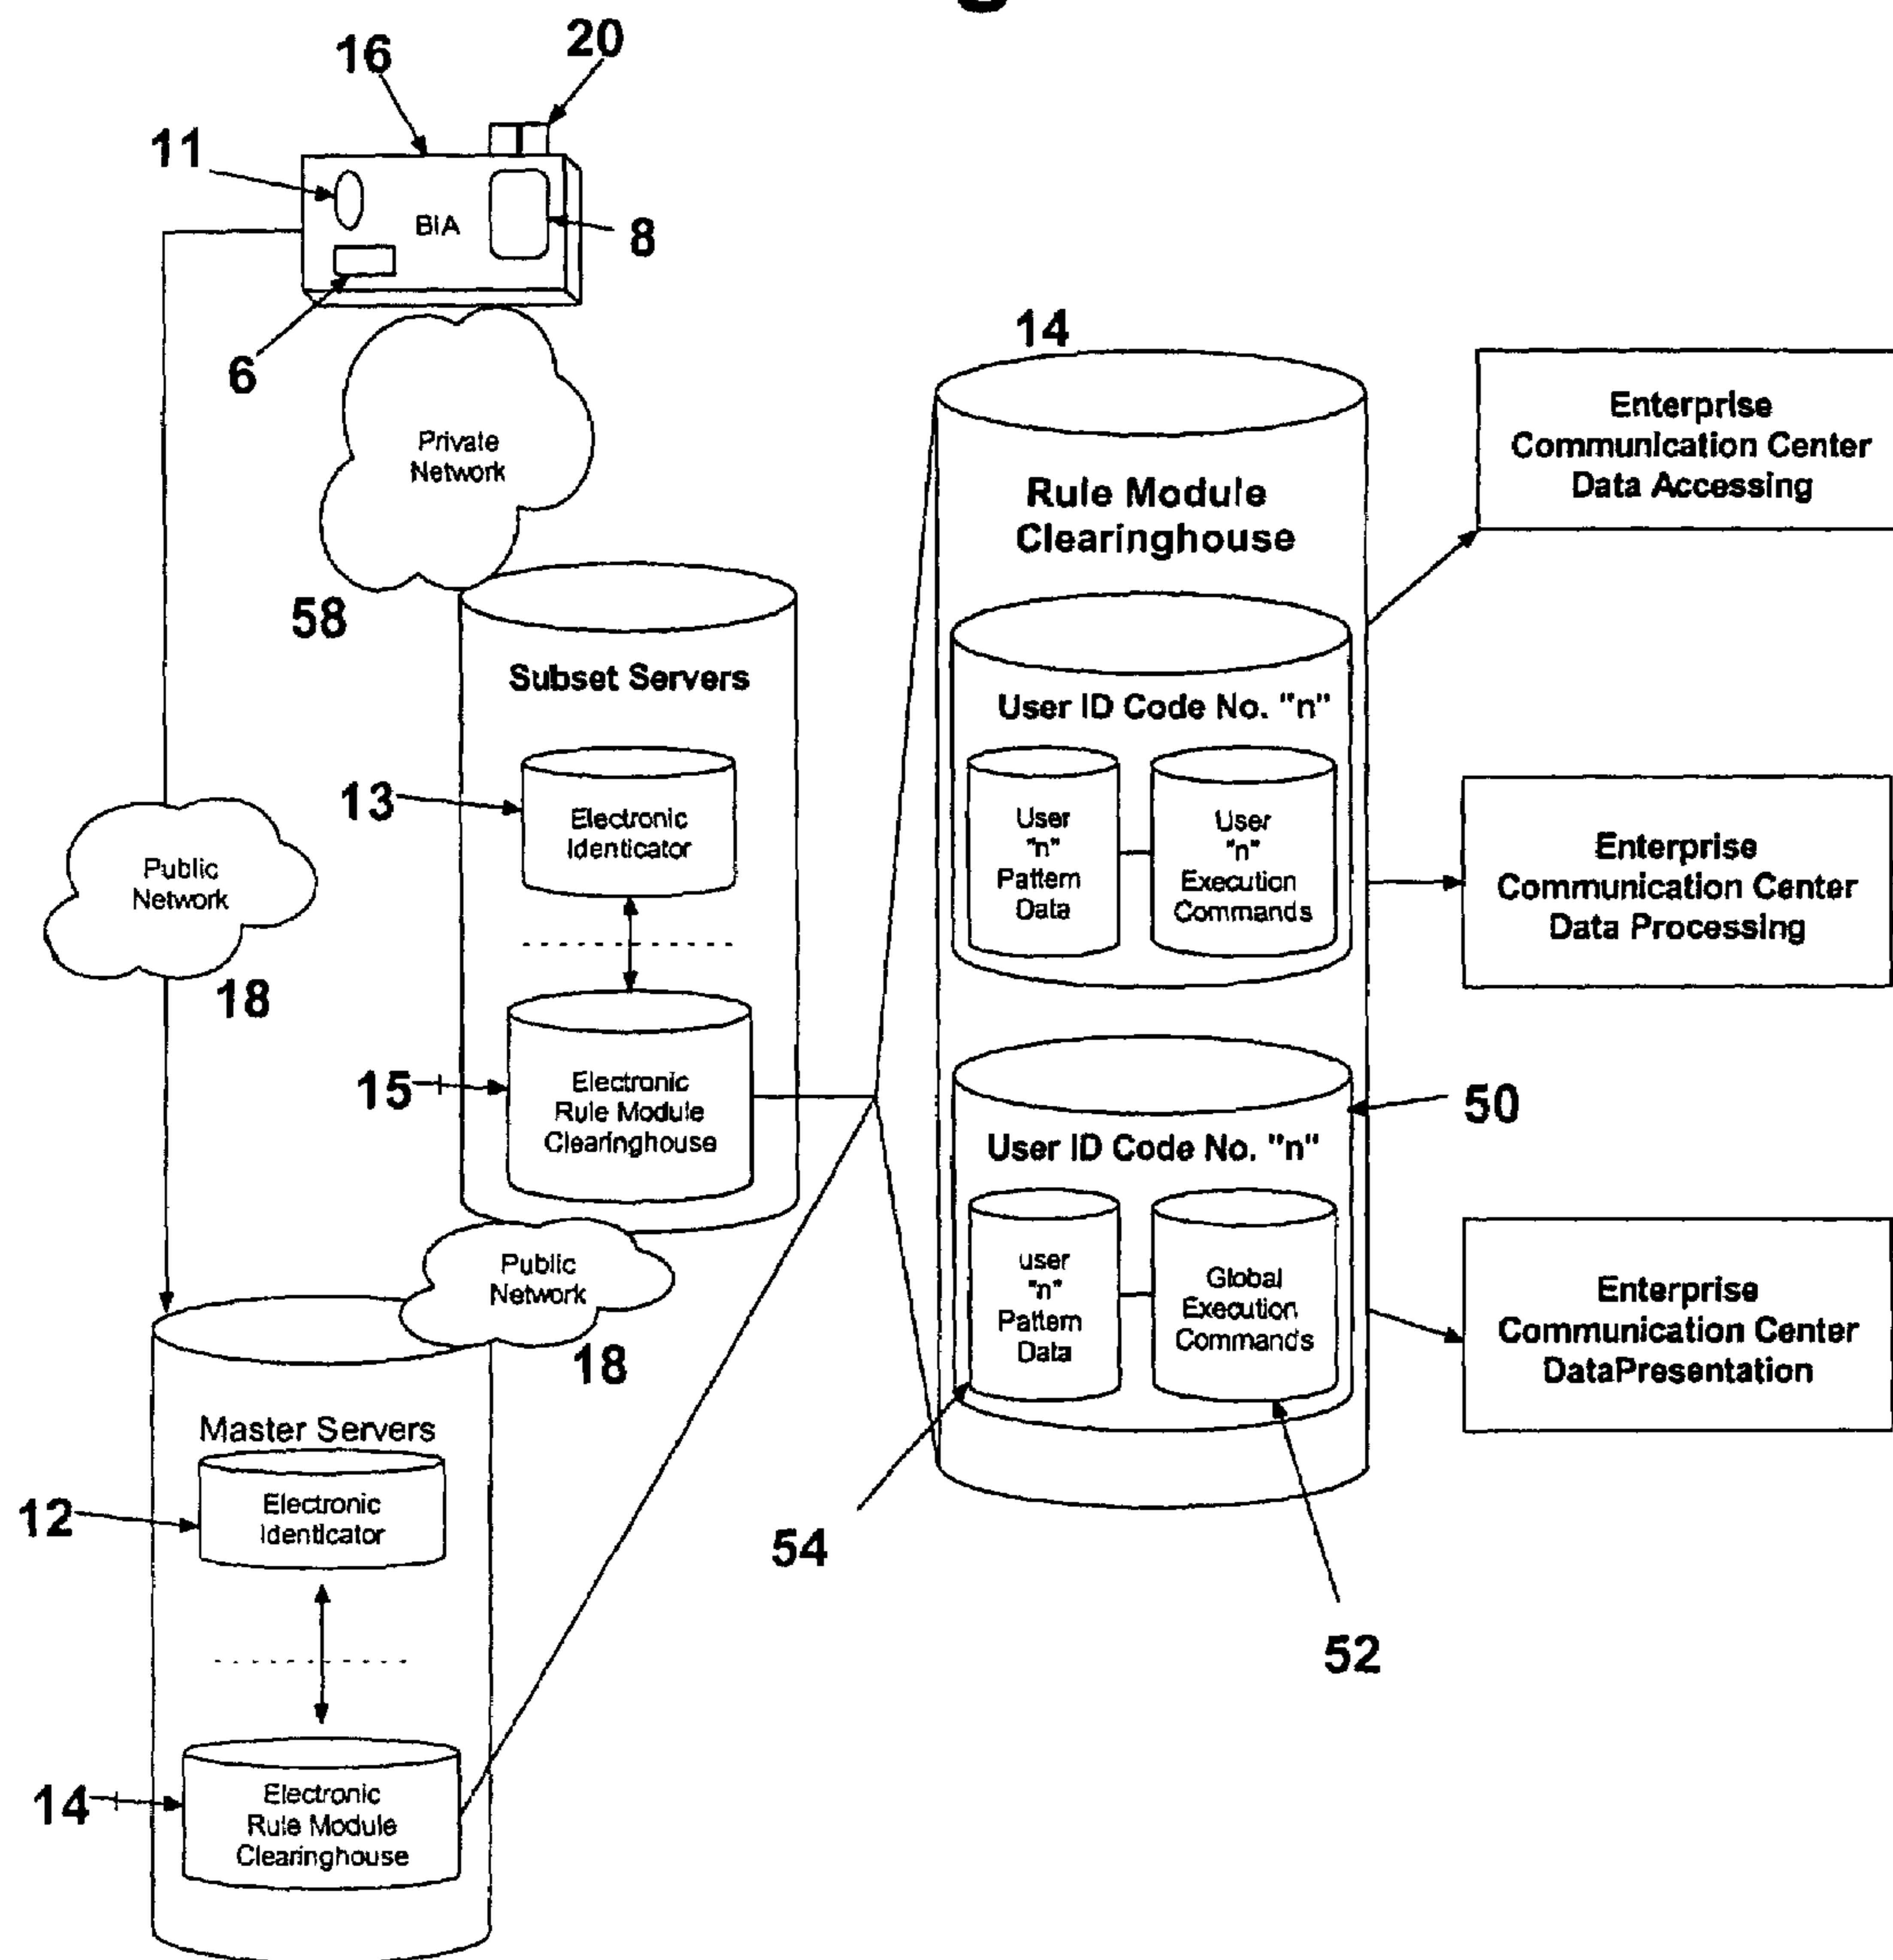 16
20
11
BIA
8
6
Private
Network
58
14
Rule Module
Clearinghouse
Enterprise
Communication Center
Data Accessing
Subset Servers
User ID Code No. "n"
13
Electronic
Identicator
User
"n"
Pattern
Data
User
"n"
Execution
Commands
Enterprise
Communication Center
Data Processing
Public
Network
18
15
Electronic
Rule Module
Clearinghouse
50
User ID Code No. "n"
user
"n"
Pattern
Data
Global
Execution
Commands
Enterprise
Communication Center
DataPresentation
Public
Network
18
Master Servers
12
Electronic
Identicator
54
52
14
Electronic
Rule Module
Clearinghouse